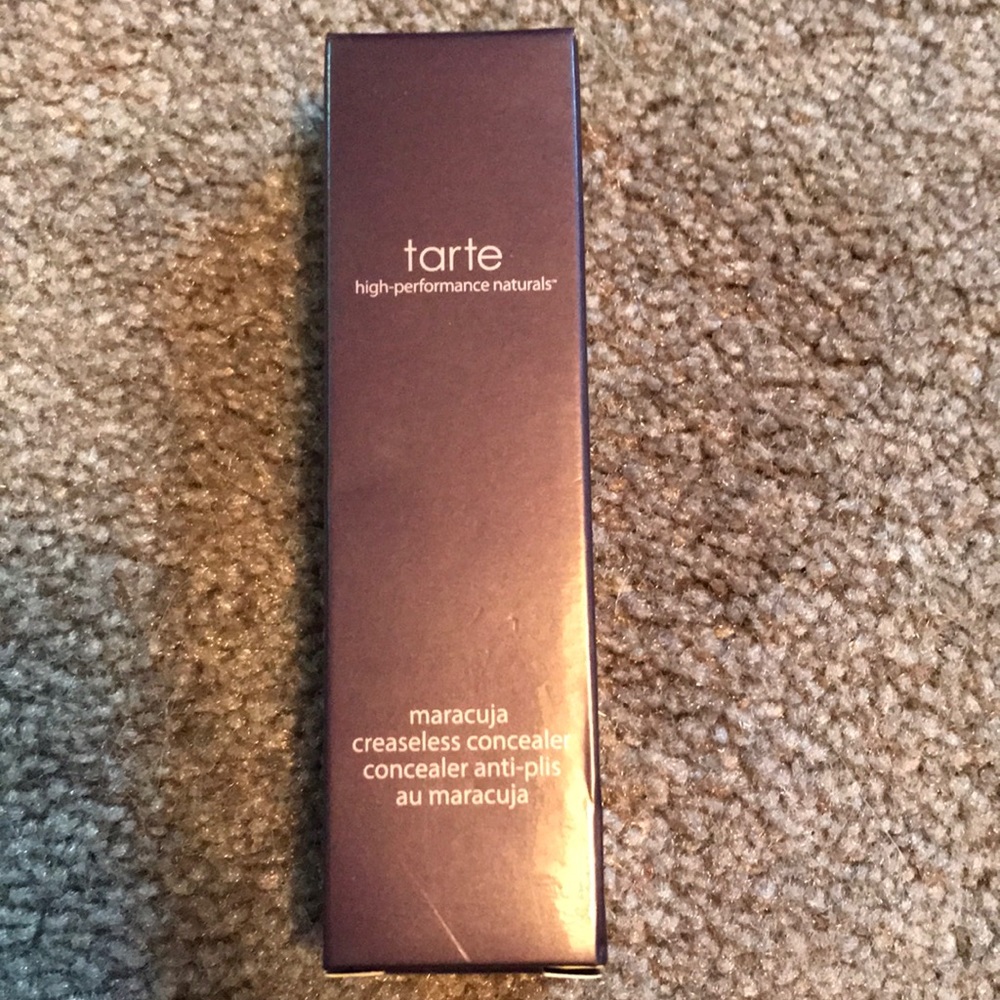 tarte
high-performance naturals™
maracuja
creaseless concealer
concealer anti-plis
au maracuja